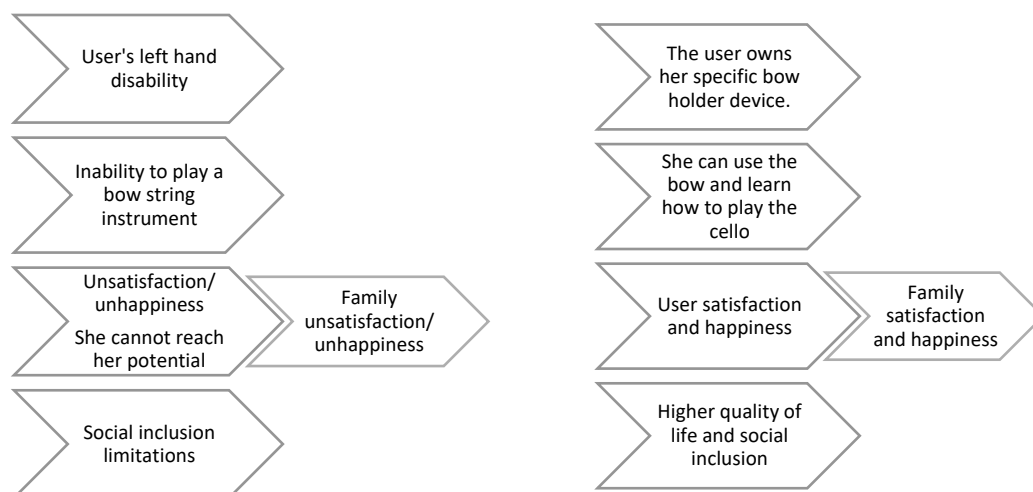 User's left hand
disability
Inability to play a
bow string
instrument
Unsatisfaction/
unhappiness
She cannot reach
her potential
Family
unsatisfaction/
unhappiness
Social inclusion
limitations
The user owns
her specific bow
holder device.
She can use the
bow and learn
how to play the
cello
User satisfaction
and happiness
Family
satisfaction
and happiness
Higher quality of
life and social
inclusion